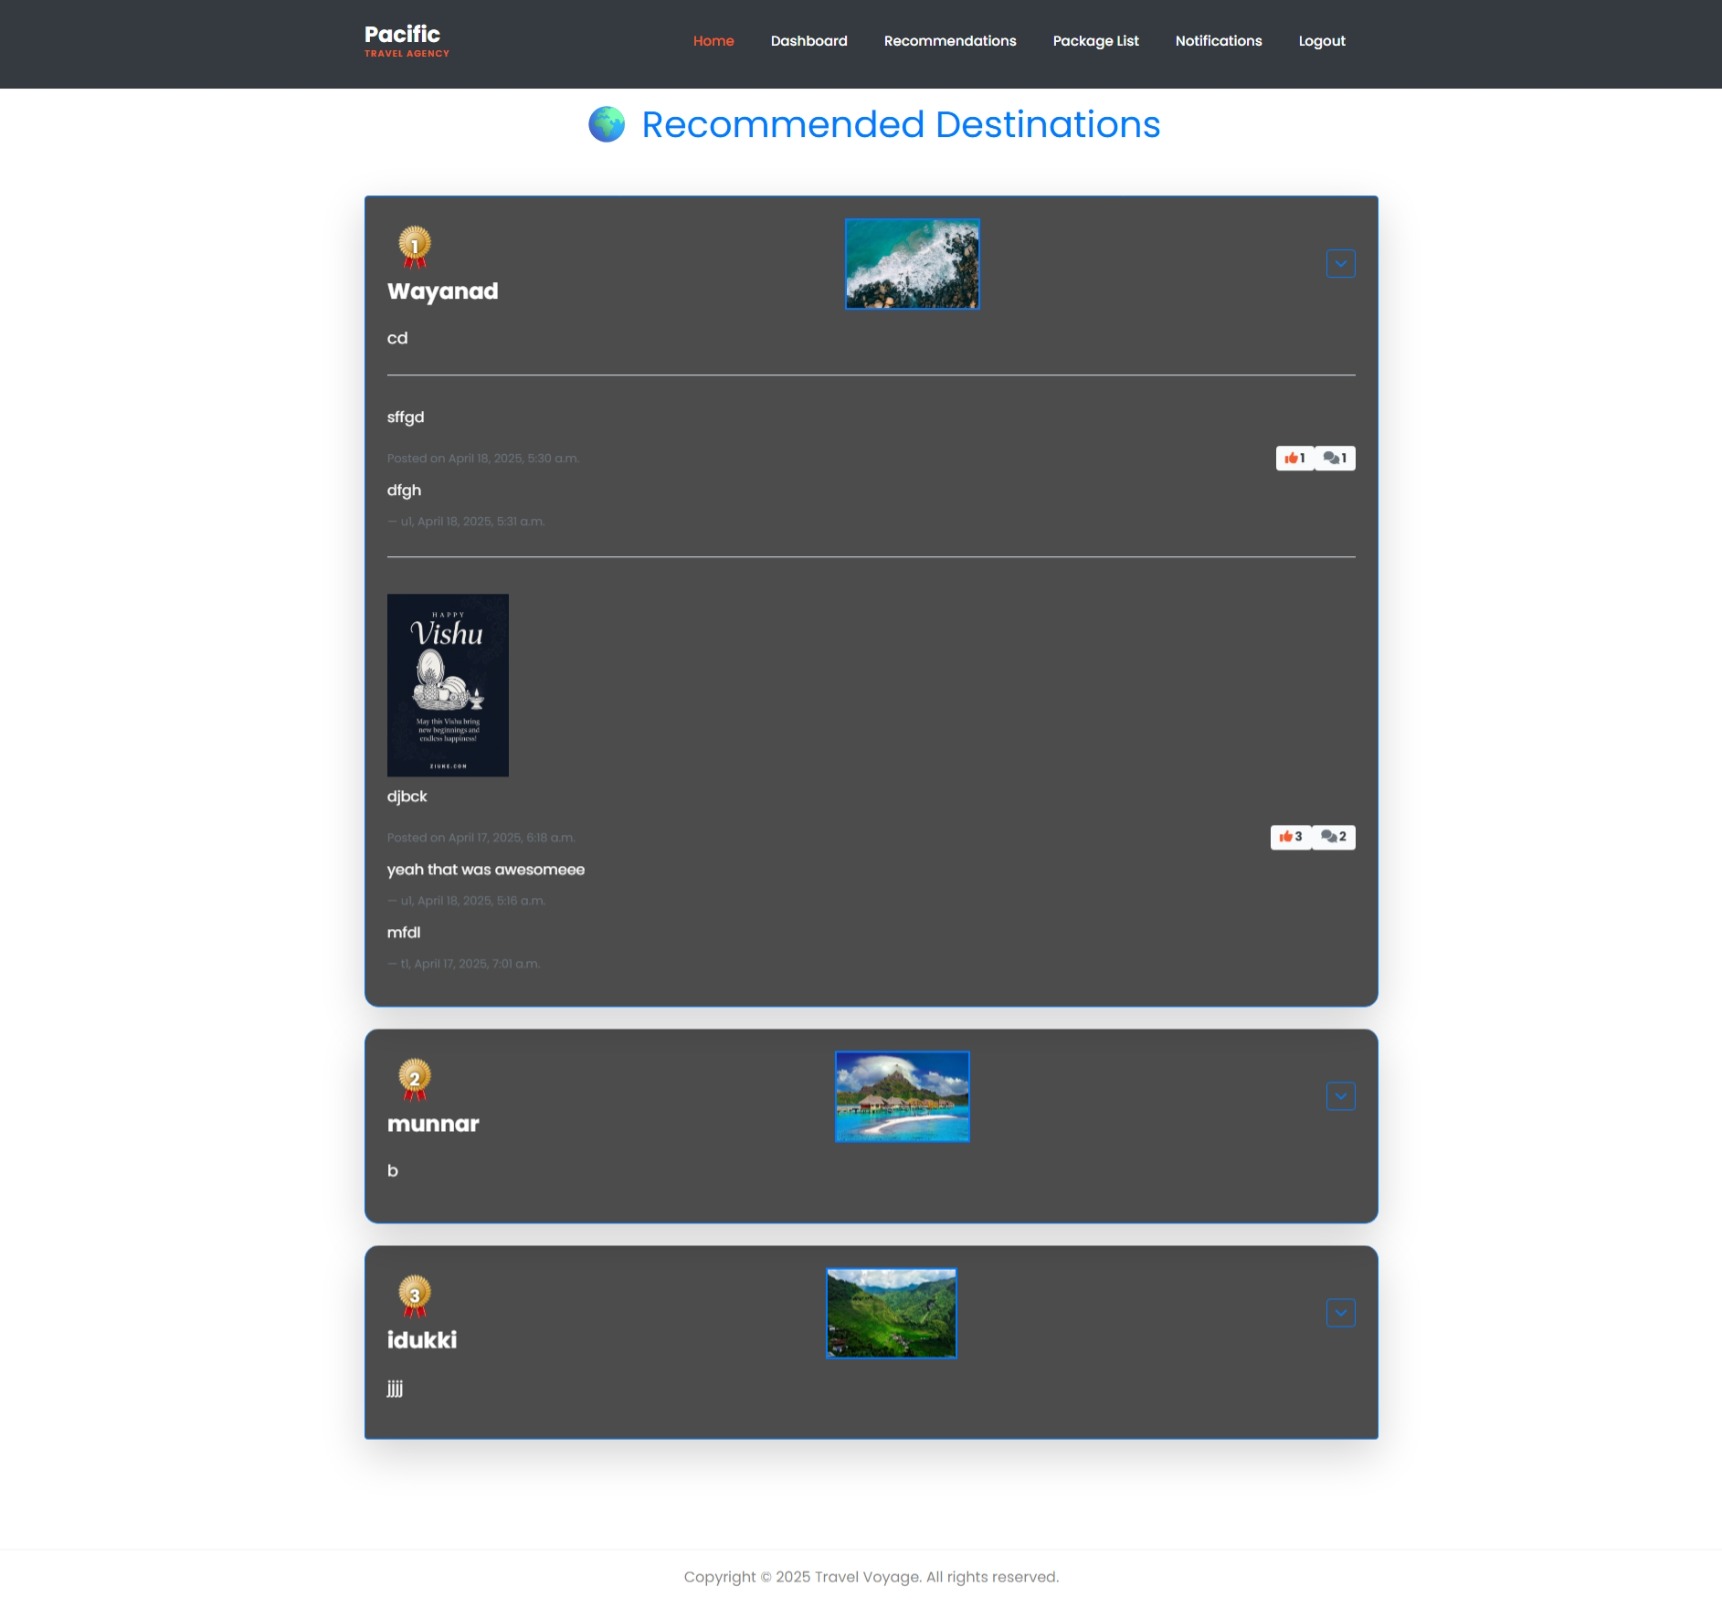 Pacific
TRAVEL AGENCY
Home Dashboard Recommendations Package List Notifications Logout
Recommended Destinations
1
Wayanad
cd
sffgd
Posted on April 18, 2025, 5:30 a.m.
1 1
dfgh
— u1, April 18, 2025, 5:31 a.m.
HAPPY
Vishu
May this Vishu bring
new beginnings and
endless happiness!
ZIUKE.COM
djbck
Posted on April 17, 2025, 6:18 a.m.
3 2
yeah that was awesomeee
— u1, April 18, 2025, 5:16 a.m.
mfdl
— t1, April 17, 2025, 7:01 a.m.
2
munnar
b
3
idukki
jjjj
Copyright © 2025 Travel Voyage. All rights reserved.